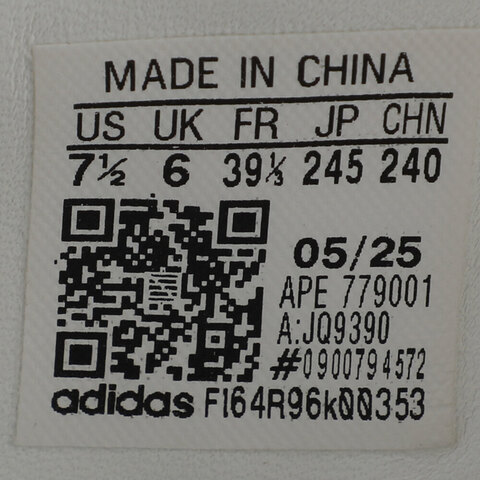 MADE IN CHINA
US UK FR JP CHN
7½ 6 39⅓ 245 240
05/25
APE 779001
A:JQ9390
#0900794572
adidas FI64R96k00353